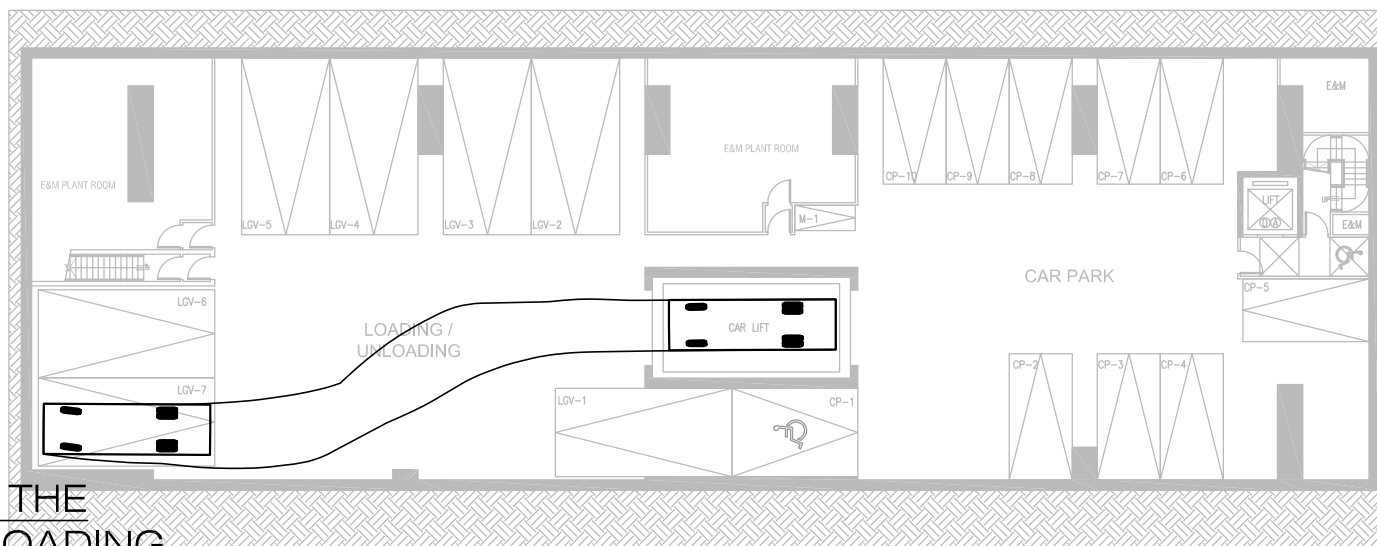 E&M
E&M PLANT ROOM
E&M PLANT ROOM
CP-10
CP-9
CP-8
CP-7
CP-6
LIFT
UP
LGV-5
LGV-4
LGV-3
LGV-2
M-1
E&M
CAR PARK
CP-5
LGV-6
LOADING /
UNLOADING
CAR LIFT
CP-2
CP-3
CP-4
LGV-7
LGV-1
CP-1
THE
OADING